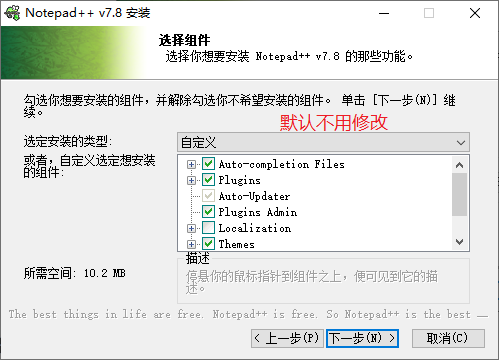 Notepad++ v7.8 安装
选择组件
选择你想要安装 Notepad++ v7.8 的那些功能。
勾选你想要安装的组件，并解除勾选你不希望安装的组件。 单击 [下一步(N)] 继
续。
默认不用修改
选定安装的类型:
自定义
或者，自定义选定想安装
的组件:
Auto-completion Files
Plugins
Auto-Updater
Plugins Admin
Localization
Themes
描述
所需空间: 10.2 MB
停悬你的鼠标指针到组件之上，便可见到它的描
述。
The best things in life are free. Notepad++ is free. So Notepad++ is the best
< 上一步(P)
下一步(N) >
取消(C)